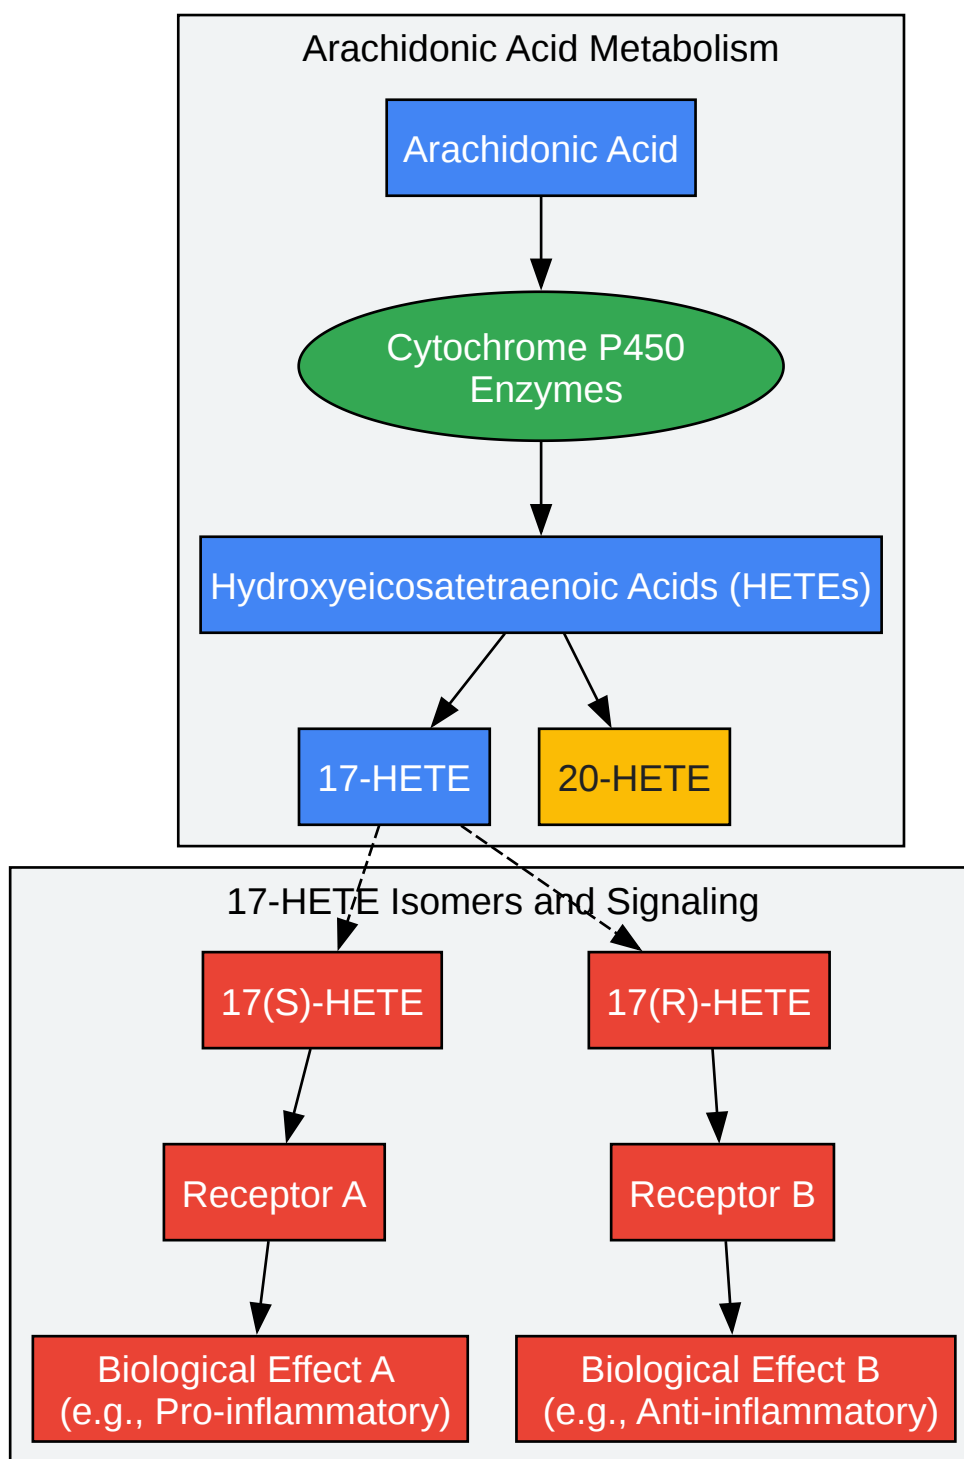 Arachidonic Acid Metabolism
Arachidonic Acid
Cytochrome P450
Enzymes
Hydroxyeicosatetraenoic Acids (HETEs)
17-HETE
20-HETE
17-HETE Isomers and Signaling
17(S)-HETE
17(R)-HETE
Receptor A
Receptor B
Biological Effect A
(e.g., Pro-inflammatory)
Biological Effect B
(e.g., Anti-inflammatory)